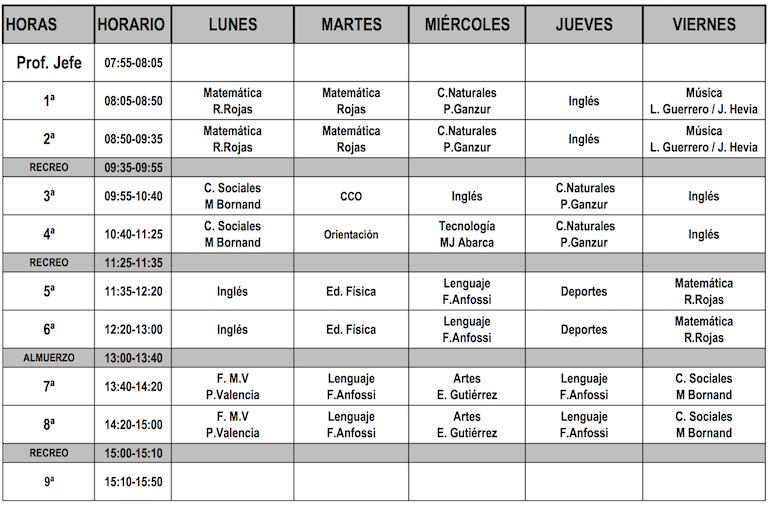 HORAS HORARIO LUNES MARTES MIÉRCOLES JUEVES VIERNES
Prof. Jefe 07:55-08:05
1ª 08:05-08:50 Matemática R.Rojas Matemática Rojas C.Naturales P.Ganzur Inglés Música L. Guerrero / J. Hevia
2ª 08:50-09:35 Matemática R.Rojas Matemática Rojas C.Naturales P.Ganzur Inglés Música L. Guerrero / J. Hevia
RECREO 09:35-09:55
3ª 09:55-10:40 C. Sociales M Bornand CCO Inglés C.Naturales P.Ganzur Inglés
4ª 10:40-11:25 C. Sociales M Bornand Orientación Tecnología MJ Abarca C.Naturales P.Ganzur Inglés
RECREO 11:25-11:35
5ª 11:35-12:20 Inglés Ed. Física Lenguaje F.Anfossi Deportes Matemática R.Rojas
6ª 12:20-13:00 Inglés Ed. Física Lenguaje F.Anfossi Deportes Matemática R.Rojas
ALMUERZO 13:00-13:40
7ª 13:40-14:20 F. M.V P.Valencia Lenguaje F.Anfossi Artes E. Gutiérrez Lenguaje F.Anfossi C. Sociales M Bornand
8ª 14:20-15:00 F. M.V P.Valencia Lenguaje F.Anfossi Artes E. Gutiérrez Lenguaje F.Anfossi C. Sociales M Bornand
RECREO 15:00-15:10
9ª 15:10-15:50